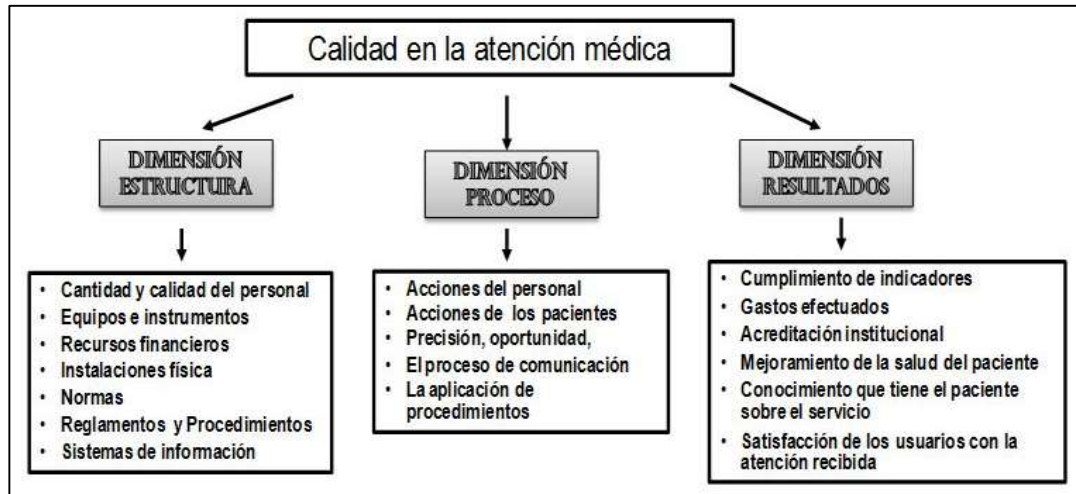 Calidad en la atención médica
DIMENSIÓN
ESTRUCTURA
• Cantidad y calidad del personal
• Equipos e instrumentos
• Recursos financieros
• Instalaciones física
• Normas
• Reglamentos y Procedimientos
• Sistemas de información
DIMENSIÓN
PROCESO
• Acciones del personal
• Acciones de los pacientes
• Precisión, oportunidad,
• El proceso de comunicación
• La aplicación de
procedimientos
DIMENSIÓN
RESULTADOS
• Cumplimiento de indicadores
• Gastos efectuados
• Acreditación institucional
• Mejoramiento de la salud del paciente
• Conocimiento que tiene el paciente
sobre el servicio
• Satisfacción de los usuarios con la
atención recibida